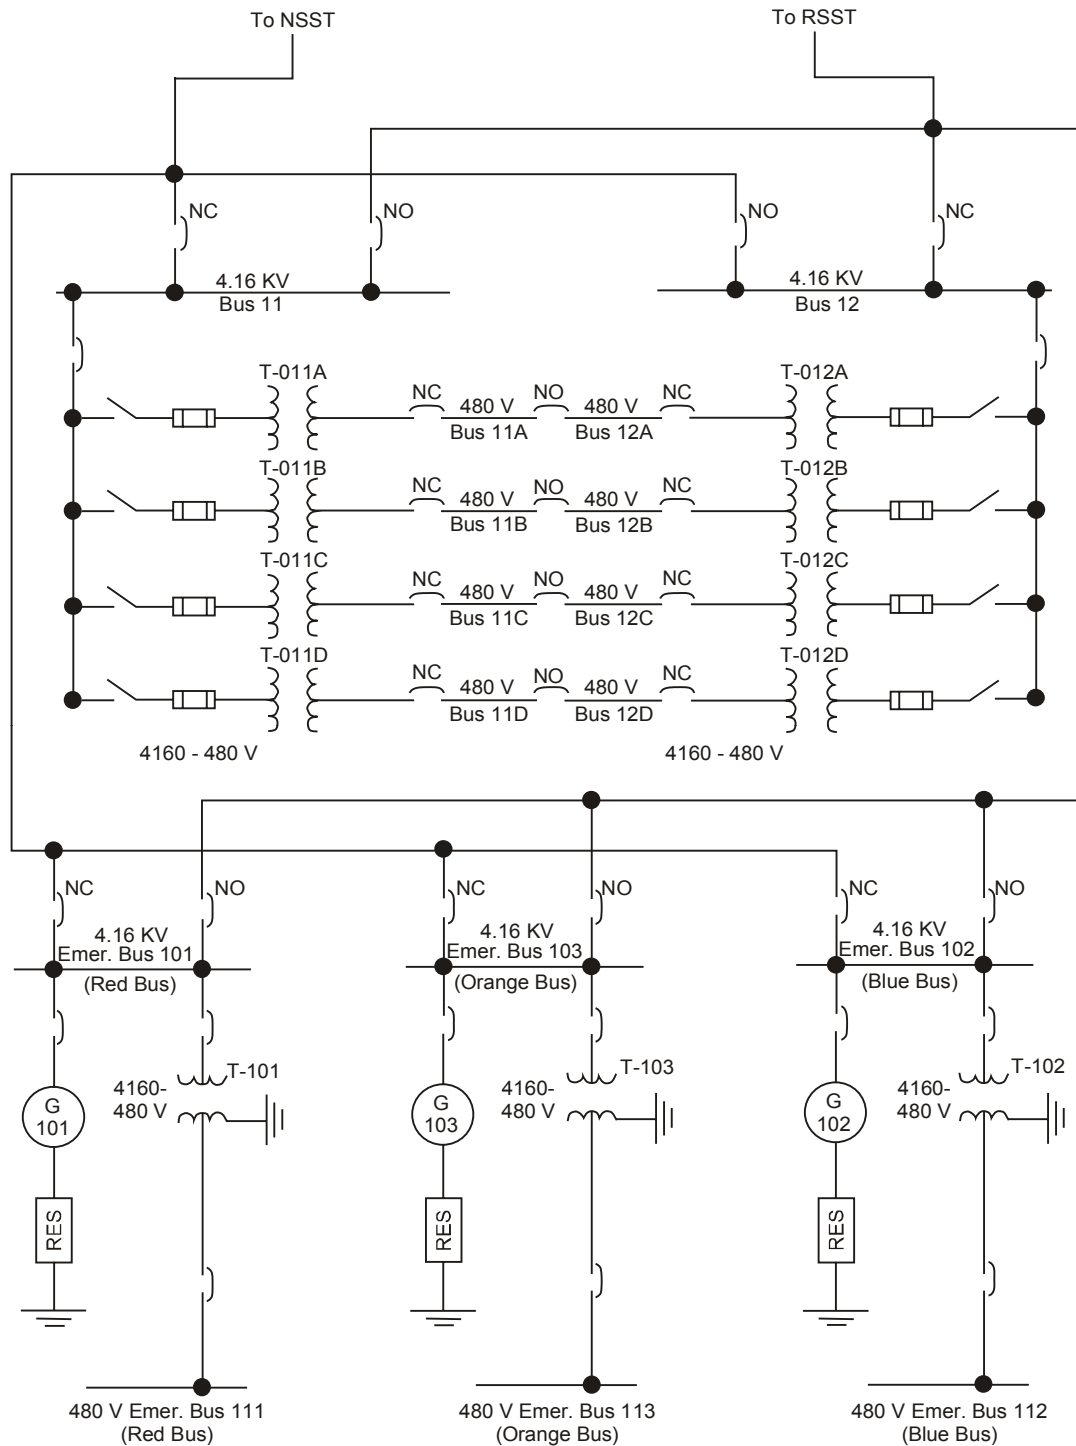 To NSST
To RSST
NC
NO
NO
NC
4.16 KV
Bus 11
4.16 KV
Bus 12
T-011A
NC
480 V
Bus 11A
NO
480 V
Bus 12A
NC
T-012A
T-011B
NC
480 V
Bus 11B
NO
480 V
Bus 12B
NC
T-012B
T-011C
NC
480 V
Bus 11C
NO
480 V
Bus 12C
NC
T-012C
T-011D
NC
480 V
Bus 11D
NO
480 V
Bus 12D
NC
T-012D
4160 - 480 V
4160 - 480 V
NC
NO
NC
NO
NC
NO
4.16 KV
Emer. Bus 101
(Red Bus)
4.16 KV
Emer. Bus 103
(Orange Bus)
4.16 KV
Emer. Bus 102
(Blue Bus)
T-101
4160-
480 V
G
101
RES
T-103
4160-
480 V
G
103
RES
T-102
4160-
480 V
G
102
RES
480 V Emer. Bus 111
(Red Bus)
480 V Emer. Bus 113
(Orange Bus)
480 V Emer. Bus 112
(Blue Bus)